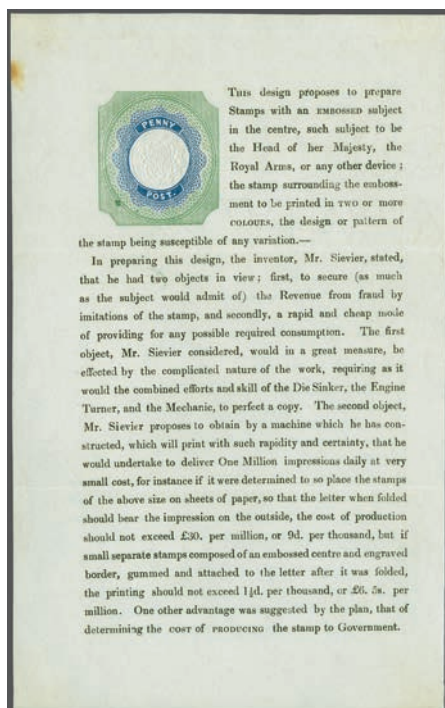 PENNY
POST.
This design proposes to prepare
Stamps with an EMBOSSED subject
in the centre, such subject to be
the Head of her Majesty, the
Royal Arms, or any other device;
the stamp surrounding the emboss-
ment to be printed in TWO or more
COLOURS, the design or pattern of
the stamp being susceptible of any variation.—
In preparing this design, the inventor, Mr. Sievier, stated,
that he had two objects in view; first, to secure (as much
as the subject would admit of) the Revenue from fraud by
imitations of the stamp, and secondly, a rapid and cheap mode
of providing for any possible required consumption. The first
object, Mr. Sievier considered, would in a great measure, be
effected by the complicated nature of the work, requiring as it
would the combined efforts and skill of the Die Sinker, the Engine
Turner, and the Mechanic, to perfect a copy. The second object,
Mr. Sievier proposes to obtain by a machine which he has con-
structed, which will print with such rapidity and certainty, that he
would undertake to deliver One Million impressions daily at very
small cost, for instance if it were determined to so place the stamps
of the above size on sheets of paper, so that the letter when folded
should bear the impression on the outside, the cost of production
should not exceed £30. per million, or 9d. per thousand, but if
small separate stamps composed of an embossed centre and engraved
border, gummed and attached to the letter after it was folded,
the printing should not exceed 1½d. per thousand, or £6. 5s. per
million. One other advantage was suggested by the plan, that of
determining the COST of PRODUCING the stamp to Government.